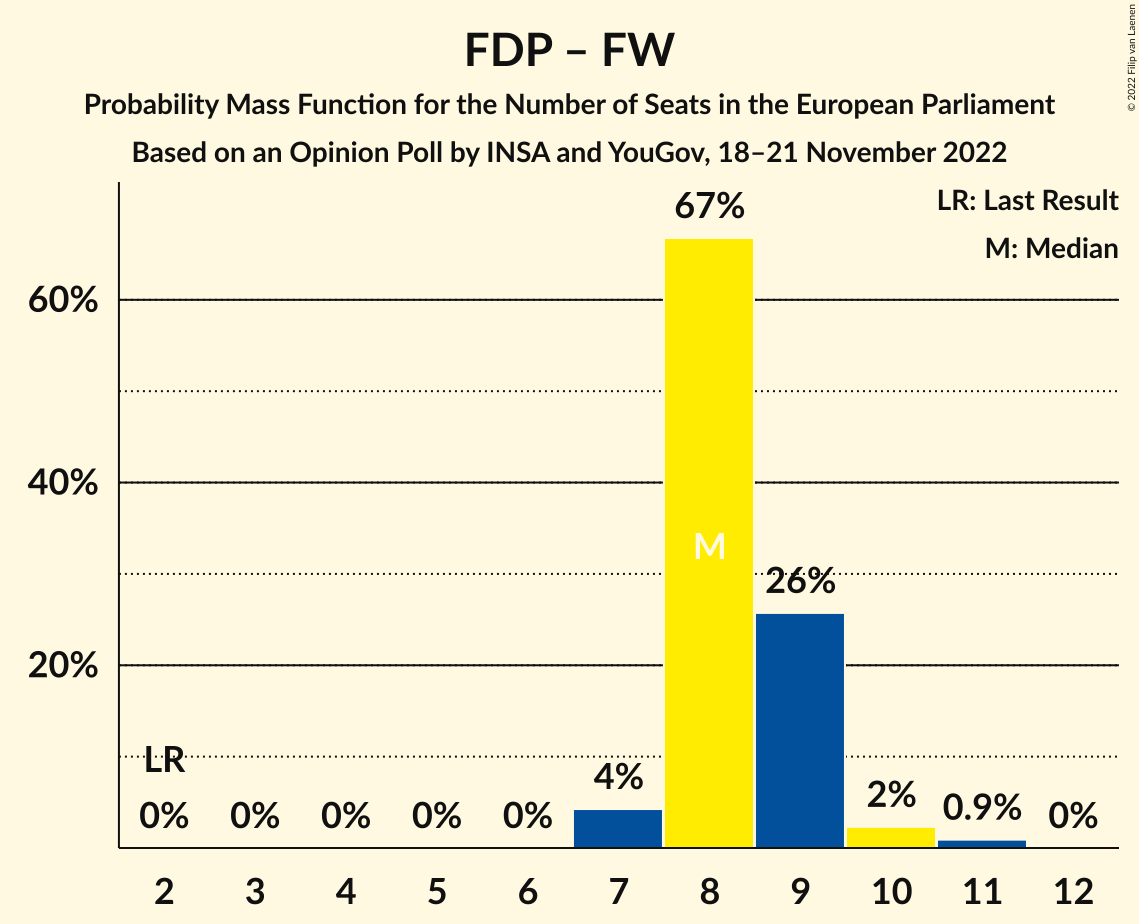 FDP – FW
Probability Mass Function for the Number of Seats in the European Parliament
Based on an Opinion Poll by INSA and YouGov, 18–21 November 2022
© 2022 Filip van Laenen
LR: Last Result
M: Median
67%
60%
40%
M
26%
20%
LR
0% 0% 0% 0% 0% 4% 2% 0.9% 0%
2 3 4 5 6 7 8 9 10 11 12